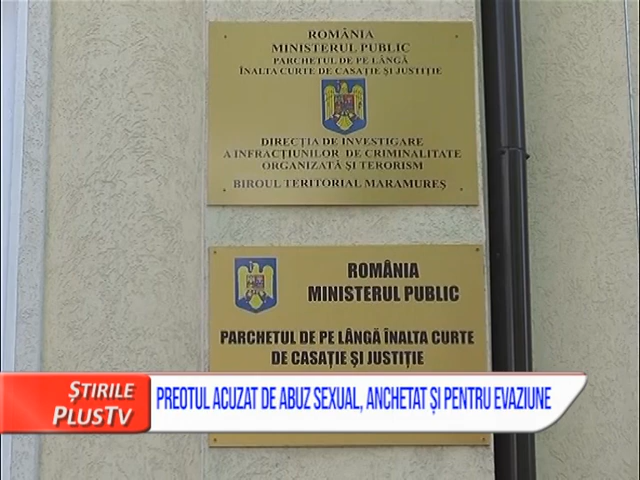 ROMÂNIA
MINISTERUL PUBLIC
PARCHETUL DE PE LÂNGĂ
ÎNALTA CURTE DE CASAȚIE ȘI JUSTIȚIE
DIRECȚIA DE INVESTIGARE
A INFRACȚIUNILOR DE CRIMINALITATE
ORGANIZATĂ ȘI TERORISM
BIROUL TERITORIAL MARAMUREȘ
ROMÂNIA
MINISTERUL PUBLIC
PARCHETUL DE PE LÂNGĂ ÎNALTA CURTE
DE CASAȚIE ȘI JUSTIȚIE
ȘTIRILE
PLUSTV
PREOTUL ACUZAT DE ABUZ SEXUAL, ANCHETAT ȘI PENTRU EVAZIUNE